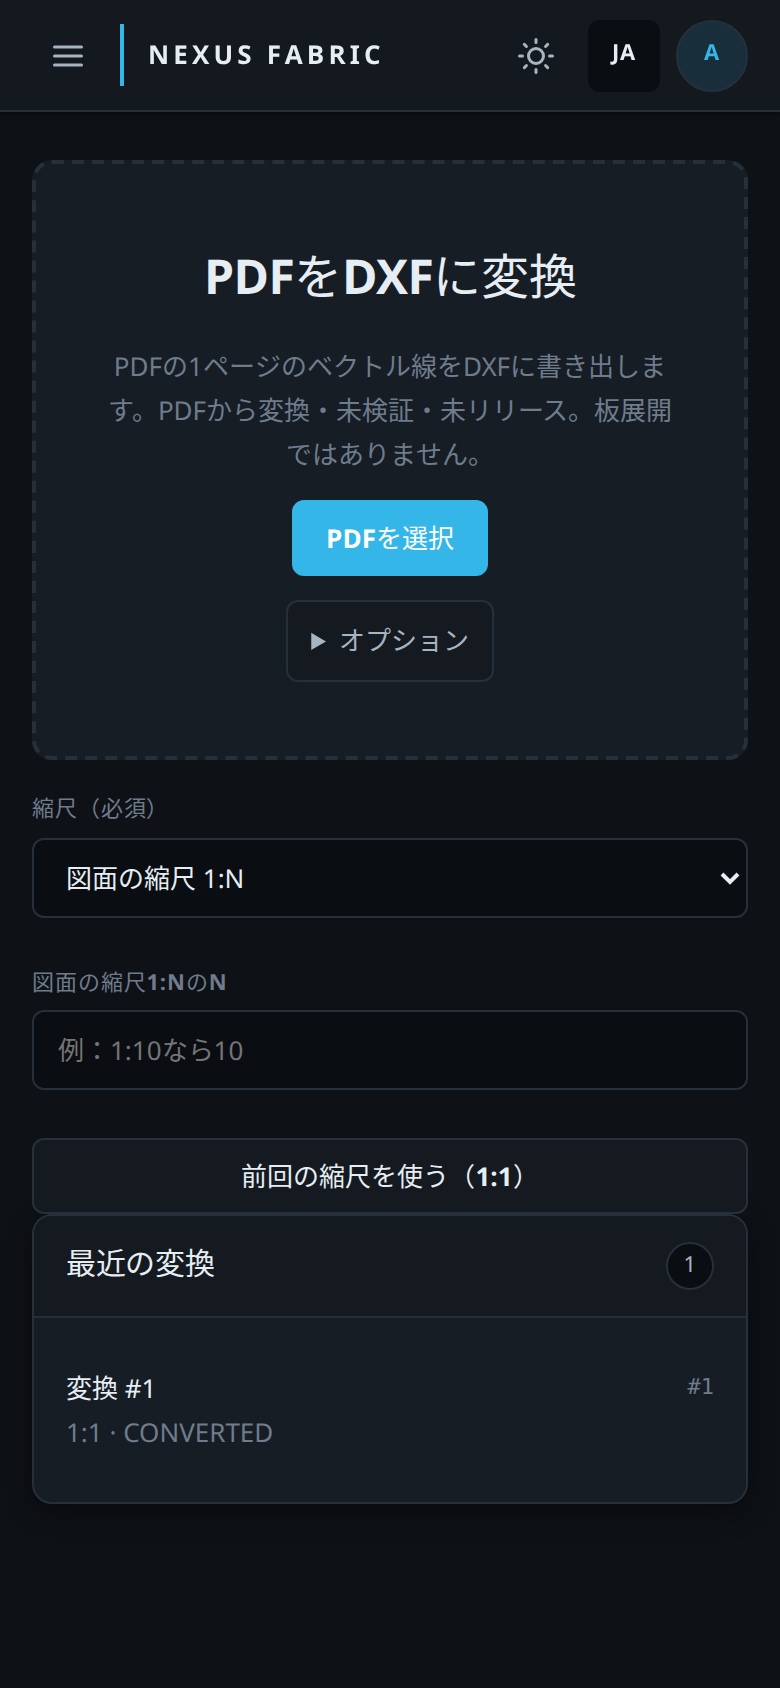 NEXUS FABRIC
JA
A
PDFをDXFに変換
PDFの1ページのベクトル線をDXFに書き出しま
す。PDFから変換・未検証・未リリース。板展開
ではありません。
PDFを選択
▶ オプション
縮尺（必須）
図面の縮尺 1:N
図面の縮尺1:NのN
例：1:10なら10
前回の縮尺を使う（1:1）
最近の変換
1
変換 #1
#1
1:1 · CONVERTED